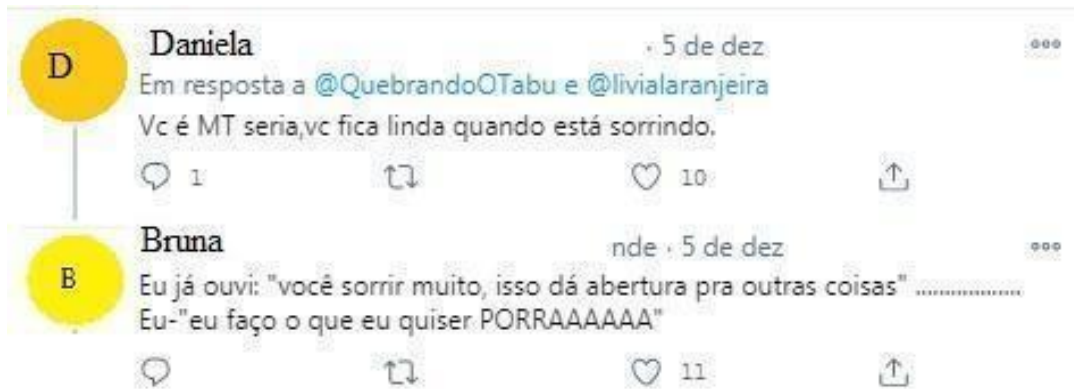 D Daniela · 5 de dez
Em resposta a @QuebrandoOTabu e @livialaranjeira
Vc é MT seria,vc fica linda quando está sorrindo.
1 10
B Bruna nde · 5 de dez
Eu já ouvi: "você sorrir muito, isso dá abertura pra outras coisas" ...................
Eu-"eu faço o que eu quiser PORRAAAAAA"
11